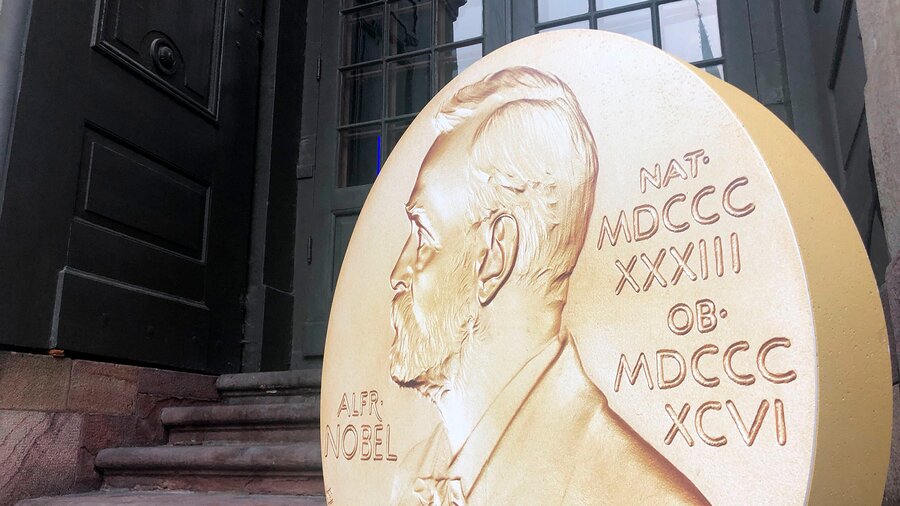 ALFR·
NOBEL
NAT·
MDCCC
XXXIII
OB·
MDCCC
XCVI